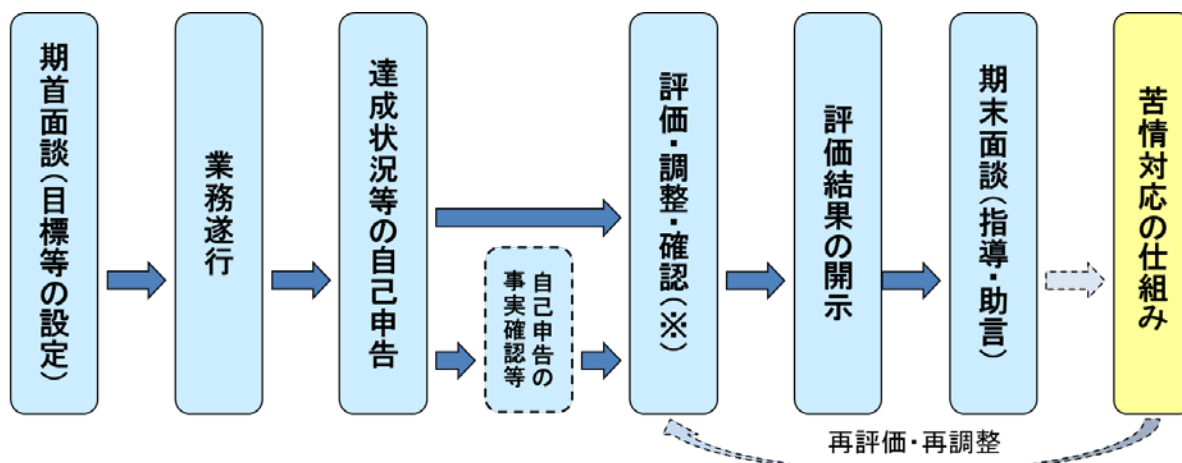 期首面談（目標等の設定）
業務遂行
達成状況等の自己申告
自己申告の
事実確認等
評価・調整・確認（※）
評価結果の開示
期末面談（指導・助言）
苦情対応の仕組み
再評価・再調整